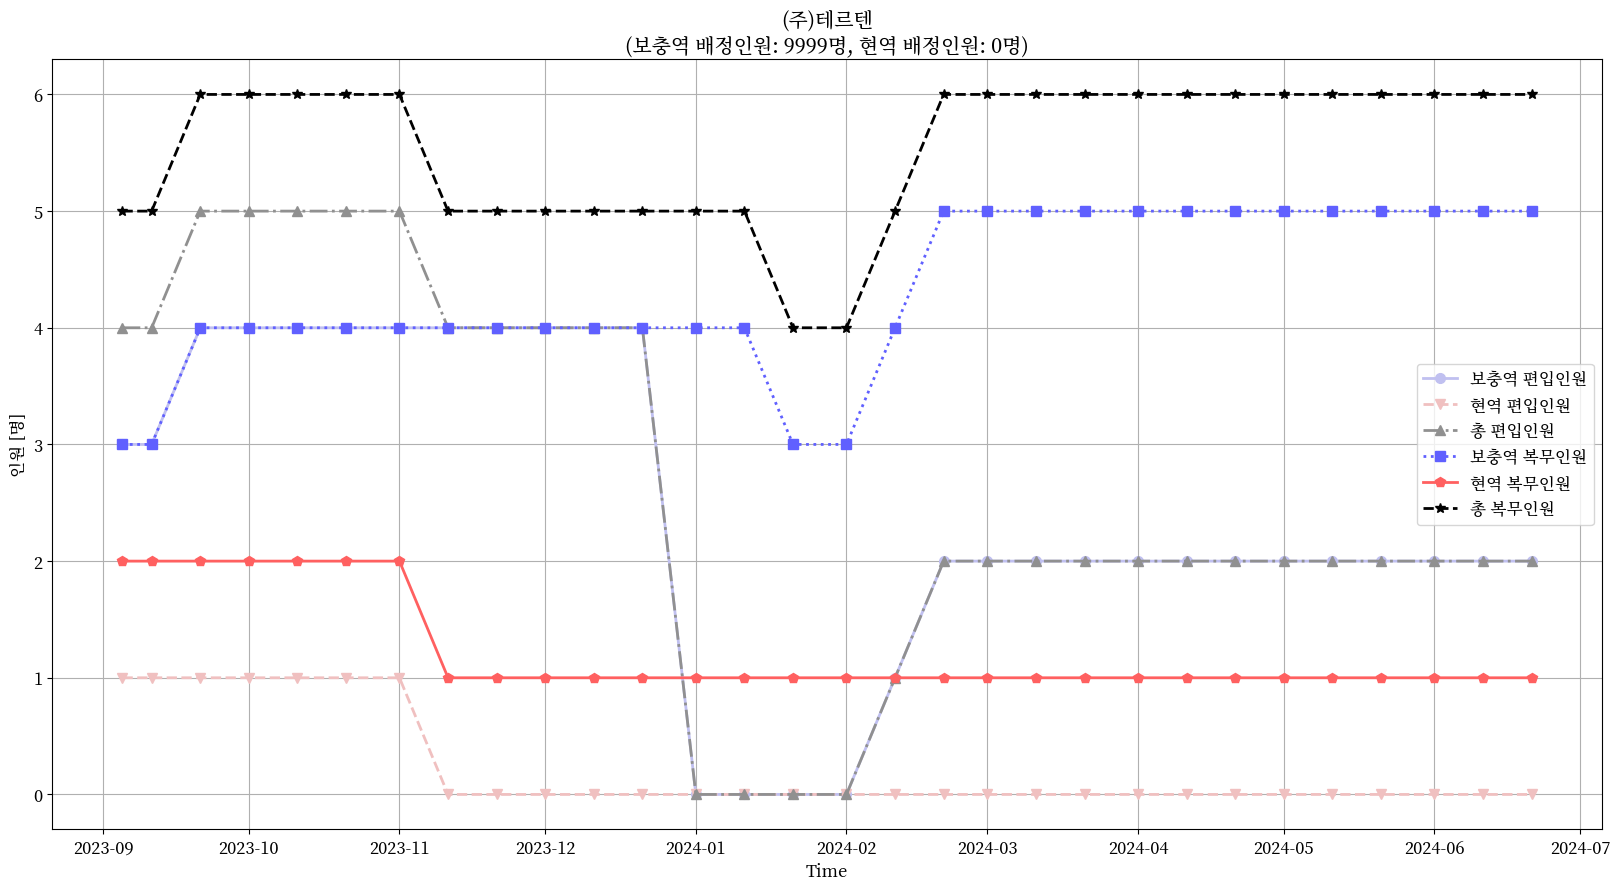 (주)테르텐
(보충역 배정인원: 9999명, 현역 배정인원: 0명)
인원 [명]
6
5
4
3
2
1
0
보충역 편입인원
현역 편입인원
총 편입인원
보충역 복무인원
현역 복무인원
총 복무인원
2023-09 2023-10 2023-11 2023-12 2024-01 2024-02 2024-03 2024-04 2024-05 2024-06 2024-07
Time